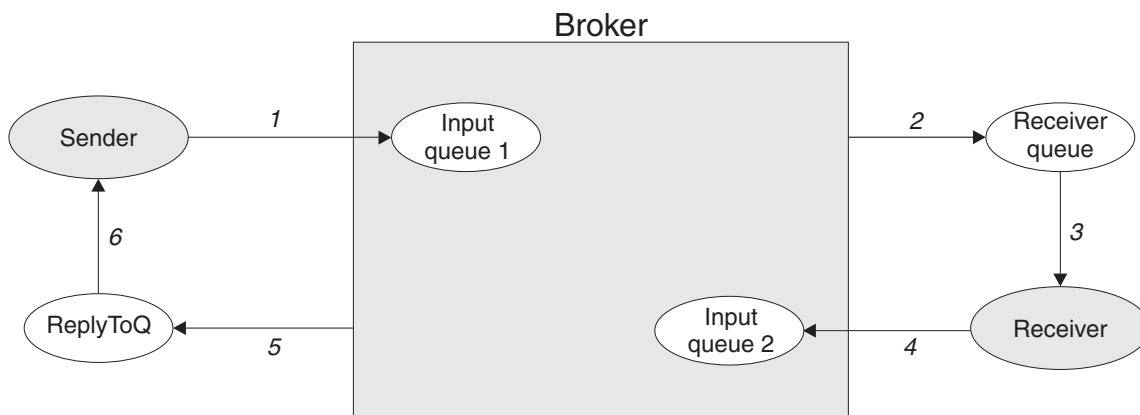 Broker
Sender
1
Input
queue 1
2
Receiver
queue
6
3
ReplyToQ
5
Input
queue 2
4
Receiver